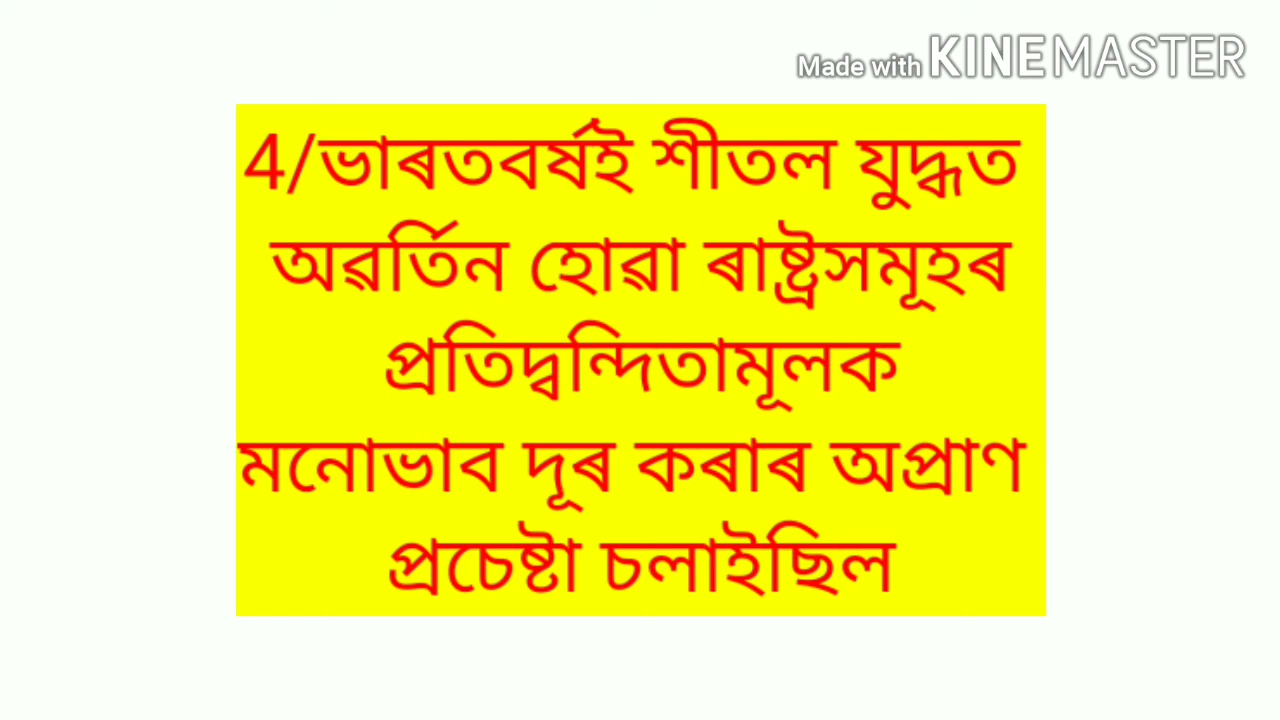 Made with KINEMASTER
4/ভাৰতবৰ্ষই শীতল যুদ্ধত
অৱৰ্তিন হোৱা ৰাষ্ট্ৰসমূহৰ
প্ৰতিদ্বন্দিতামূলক
মনোভাব দূৰ কৰাৰ অপ্ৰাণ
প্ৰচেষ্টা চলাইছিল